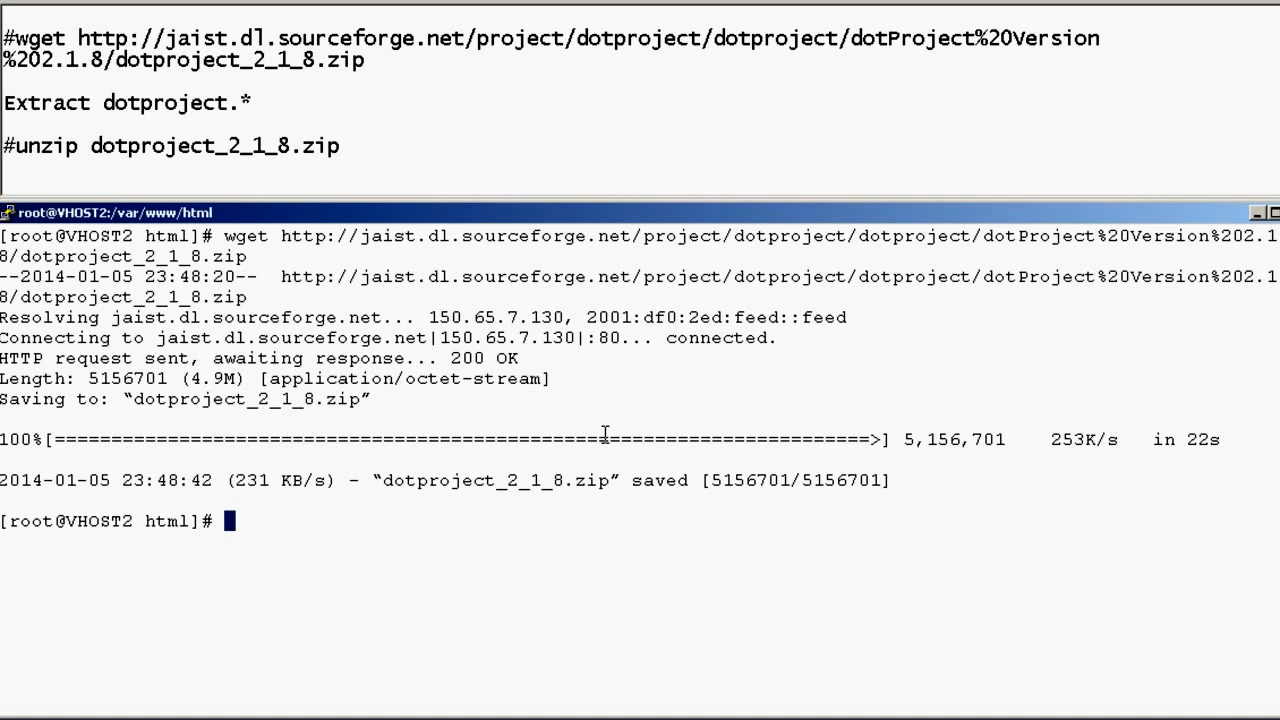 #wget http://jaist.dl.sourceforge.net/project/dotproject/dotproject/dotProject%20Version
%202.1.8/dotproject_2_1_8.zip
Extract dotproject.*
#unzip dotproject_2_1_8.zip
root@VHOST2:/var/www/html
[root@VHOST2 html]# wget http://jaist.dl.sourceforge.net/project/dotproject/dotproject/dotProject%20Version%202.1
8/dotproject_2_1_8.zip
--2014-01-05 23:48:20--  http://jaist.dl.sourceforge.net/project/dotproject/dotproject/dotProject%20Version%202.1
8/dotproject_2_1_8.zip
Resolving jaist.dl.sourceforge.net... 150.65.7.130, 2001:df0:2ed:feed::feed
Connecting to jaist.dl.sourceforge.net|150.65.7.130|:80... connected.
HTTP request sent, awaiting response... 200 OK
Length: 5156701 (4.9M) [application/octet-stream]
Saving to: “dotproject_2_1_8.zip”
100%[========================================================================>] 5,156,701    253K/s   in 22s
2014-01-05 23:48:42 (231 KB/s) - “dotproject_2_1_8.zip” saved [5156701/5156701]
[root@VHOST2 html]#